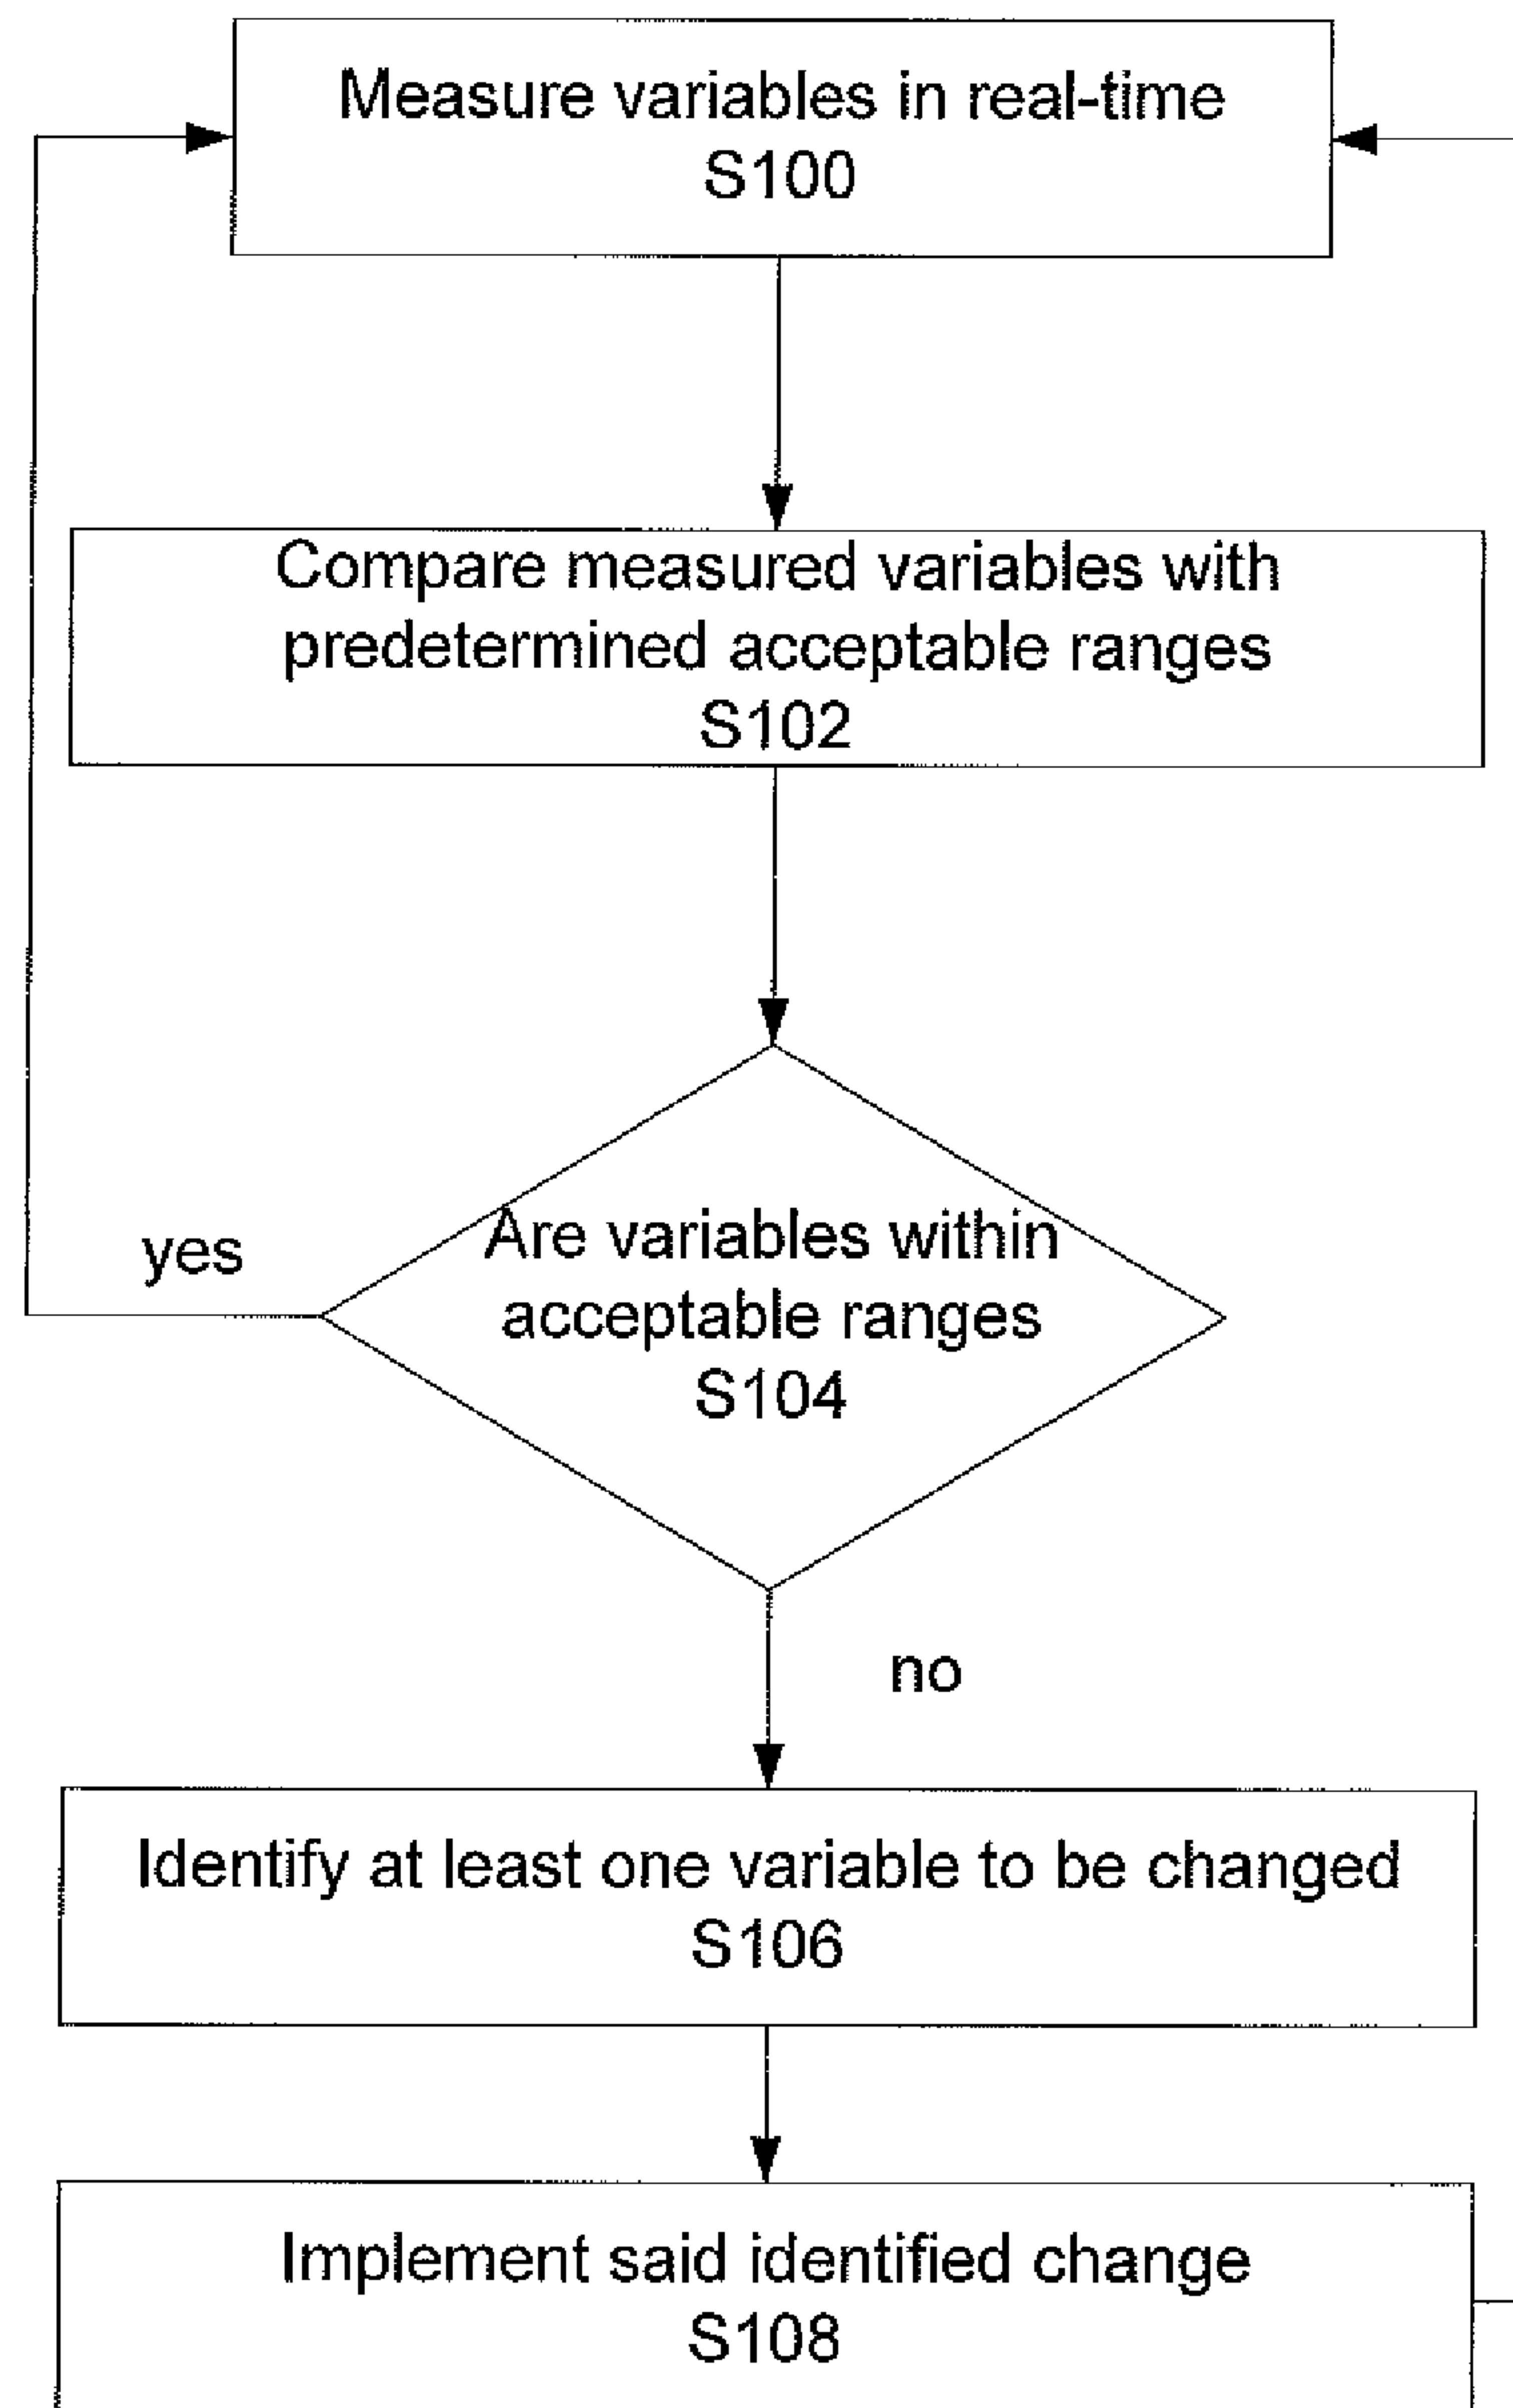 Measure variables in real-time
S100
Compare measured variables with
predetermined acceptable ranges
S102
Are variables within
acceptable ranges
S104
yes
no
Identify at least one variable to be changed
S106
Implement said identified change
S108